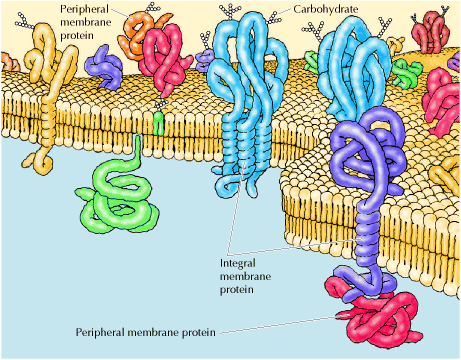 Peripheral
membrane
protein
Carbohydrate
Integral
membrane
protein
Peripheral membrane protein